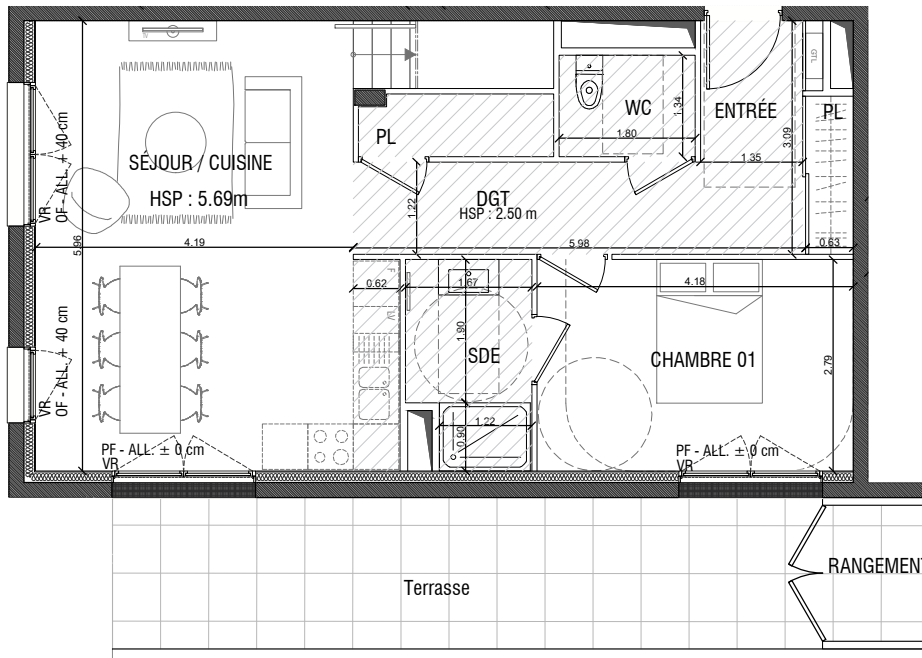 GTL
WC
1.34
ENTRÉE
PL
PL
1.80
3.09
1.35
VR
OF - ALL. + 40 cm
SÉJOUR / CUISINE
HSP : 5.69m
DGT
HSP : 2.50 m
1.22
5.96
4.19
5.98
0.63
0.62
F
1.67
4.18
LV
1.90
SDE
CHAMBRE 01
2.79
VR
OF - ALL. + 40 cm
1.22
0.90
PF - ALL. ± 0 cm
VR
PF - ALL. ± 0 cm
VR
RANGEMENT
Terrasse